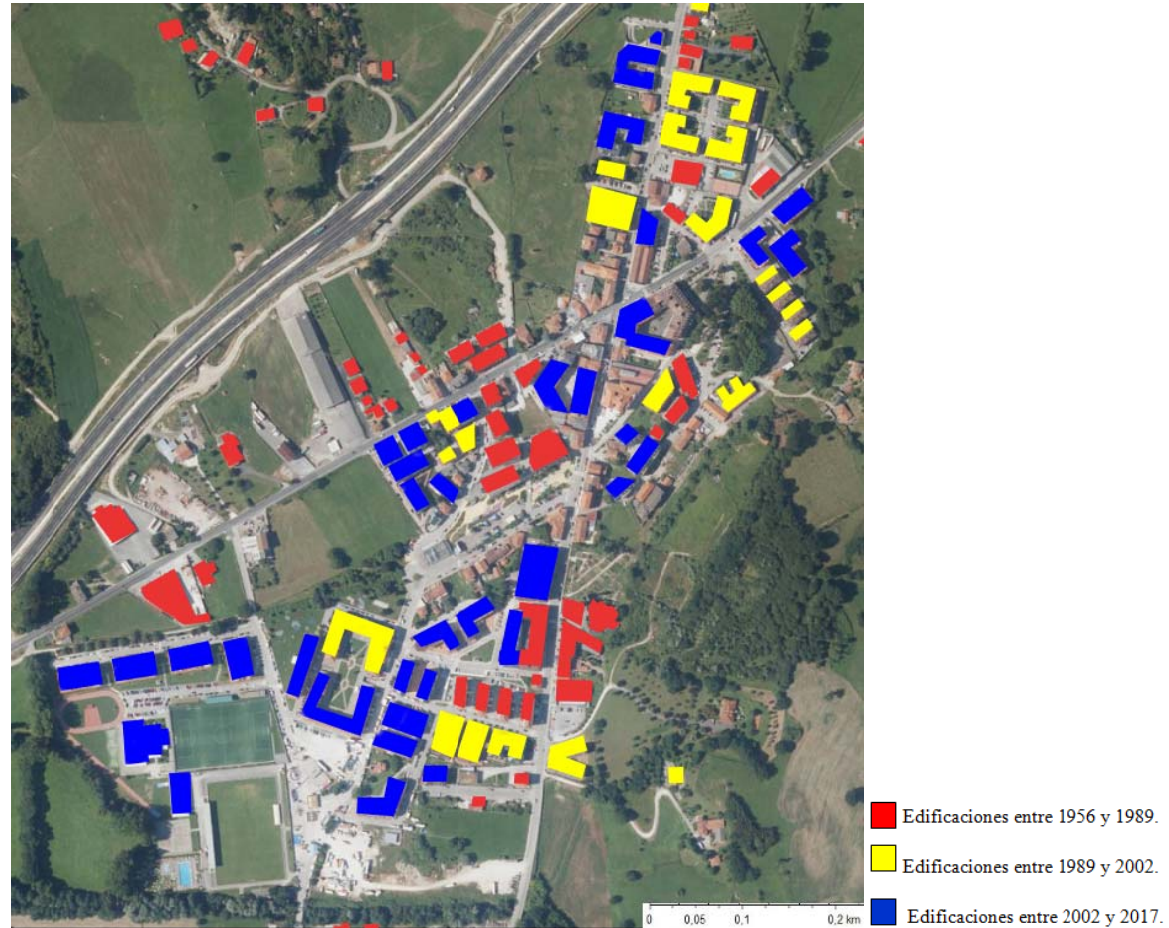 Edificaciones entre 1956 y 1989.
Edificaciones entre 1989 y 2002.
Edificaciones entre 2002 y 2017.
0 0,05 0,1 0,2 km